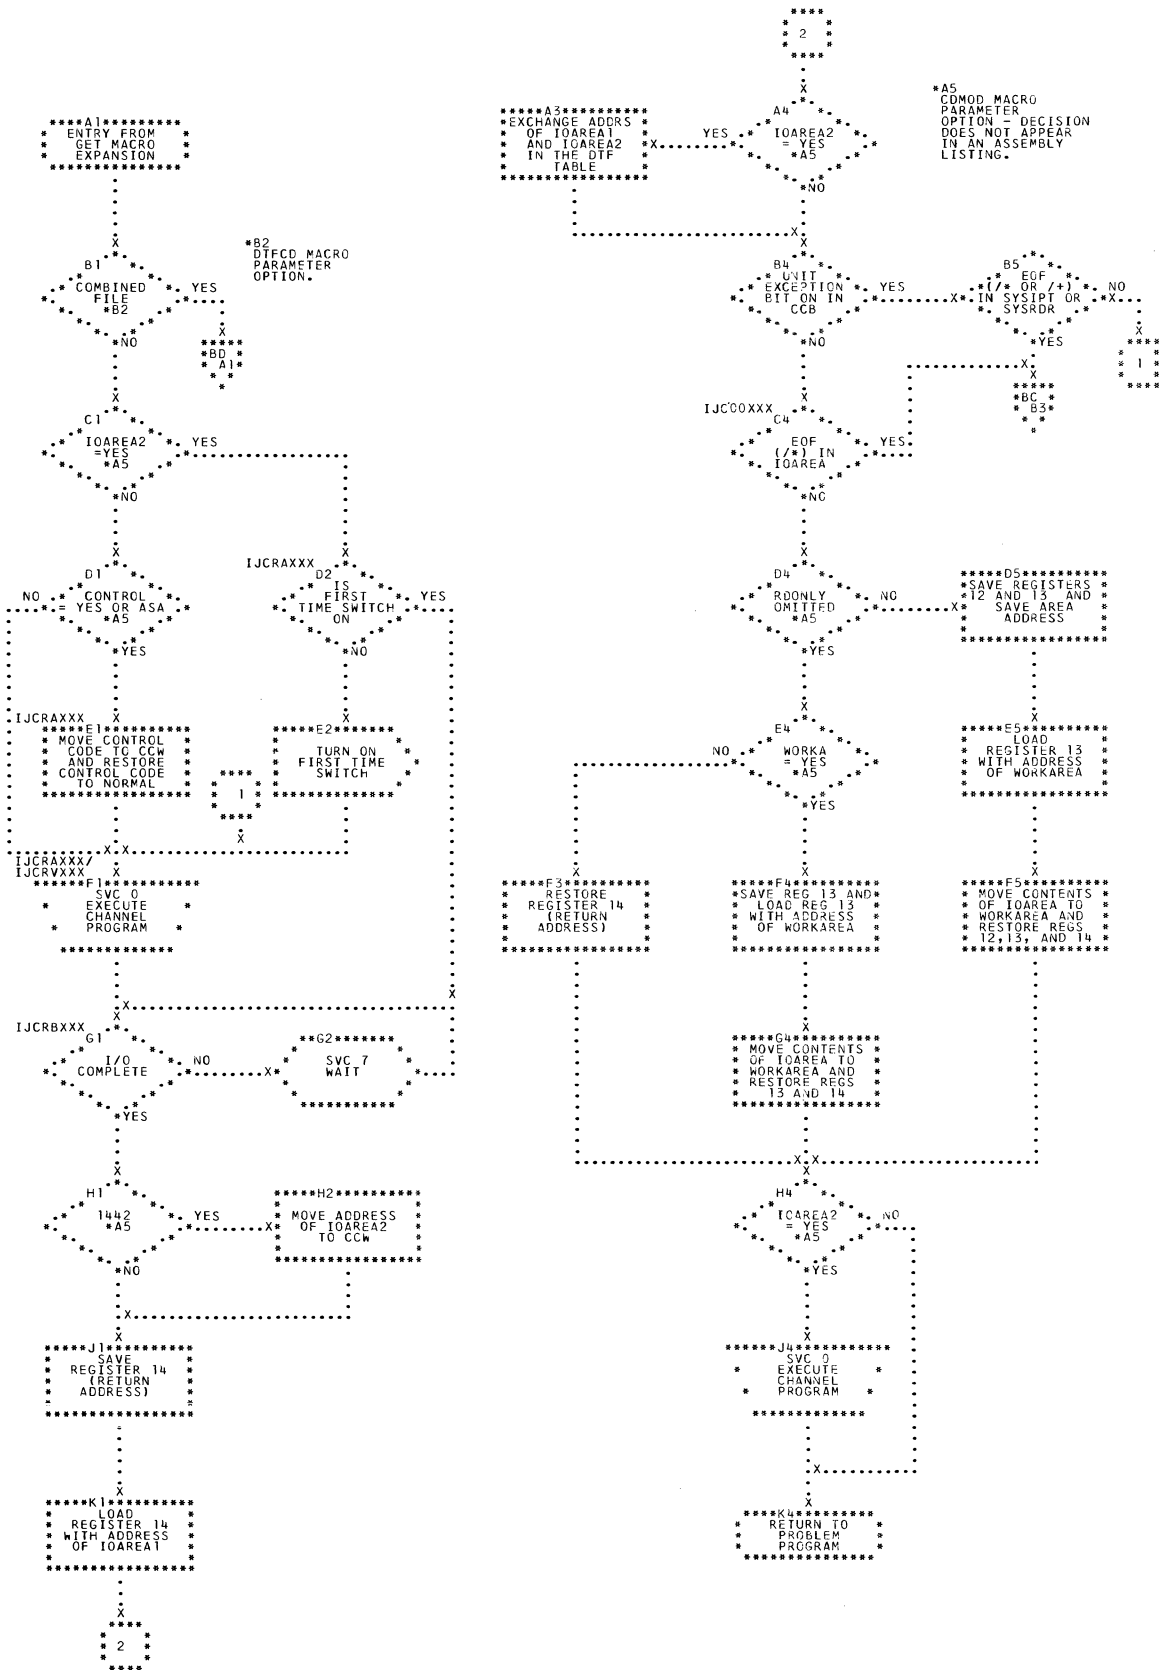 A1
ENTRY FROM
GET MACRO
EXPANSION
B1
COMBINED
FILE
*B2
YES
NO
*B2
DTFCD MACRO
PARAMETER
OPTION.
BD
A1
C1
IOAREA2
=YES
*A5
YES
NO
D1
CONTROL
= YES OR ASA
*A5
NO
YES
IJCRAXXX
D2
IS
FIRST
TIME SWITCH
ON
YES
NO
IJCRAXXX
E1
MOVE CONTROL
CODE TO CCW
AND RESTORE
CONTROL CODE
TO NORMAL
E2
TURN ON
FIRST TIME
SWITCH
1
IJCRAXXX/
IJCRVXXX
F1
SVC 0
EXECUTE
CHANNEL
PROGRAM
IJCRBXXX
G1
I/O
COMPLETE
NO
YES
G2
SVC 7
WAIT
H1
1442
*A5
YES
NO
H2
MOVE ADDRESS
OF IOAREA2
TO CCW
J1
SAVE
REGISTER 14
(RETURN
ADDRESS)
K1
LOAD
REGISTER 14
WITH ADDRESS
OF IOAREA1
2
2
A3
EXCHANGE ADDRS
OF IOAREA1
AND IOAREA2
IN THE DTF
TABLE
A4
IOAREA2
= YES
*A5
YES
NO
*A5
CDMOD MACRO
PARAMETER
OPTION - DECISION
DOES NOT APPEAR
IN AN ASSEMBLY
LISTING.
B4
UNIT
EXCEPTION
BIT ON IN
CCB
YES
NO
B5
EOF
(/* OR /+)
IN SYSIPT OR
SYSRDR
NO
YES
1
BC
B3
IJCCOXXX
C4
EOF
(/*) IN
IOAREA
YES
NO
D4
RDONLY
OMITTED
*A5
NO
YES
D5
SAVE REGISTERS
12 AND 13 AND
SAVE AREA
ADDRESS
E4
WORKA
= YES
*A5
NO
YES
E5
LOAD
REGISTER 13
WITH ADDRESS
OF WORKAREA
F3
RESTORE
REGISTER 14
(RETURN
ADDRESS)
F4
SAVE REG 13 AND
LOAD REG 13
WITH ADDRESS
OF WORKAREA
F5
MOVE CONTENTS
OF IOAREA TO
WORKAREA AND
RESTORE REGS
12,13, AND 14
G4
MOVE CONTENTS
OF IOAREA TO
WORKAREA AND
RESTORE REGS
13 AND 14
H4
IOAREA2
= YES
*A5
NO
YES
J4
SVC 0
EXECUTE
CHANNEL
PROGRAM
K4
RETURN TO
PROBLEM
PROGRAM